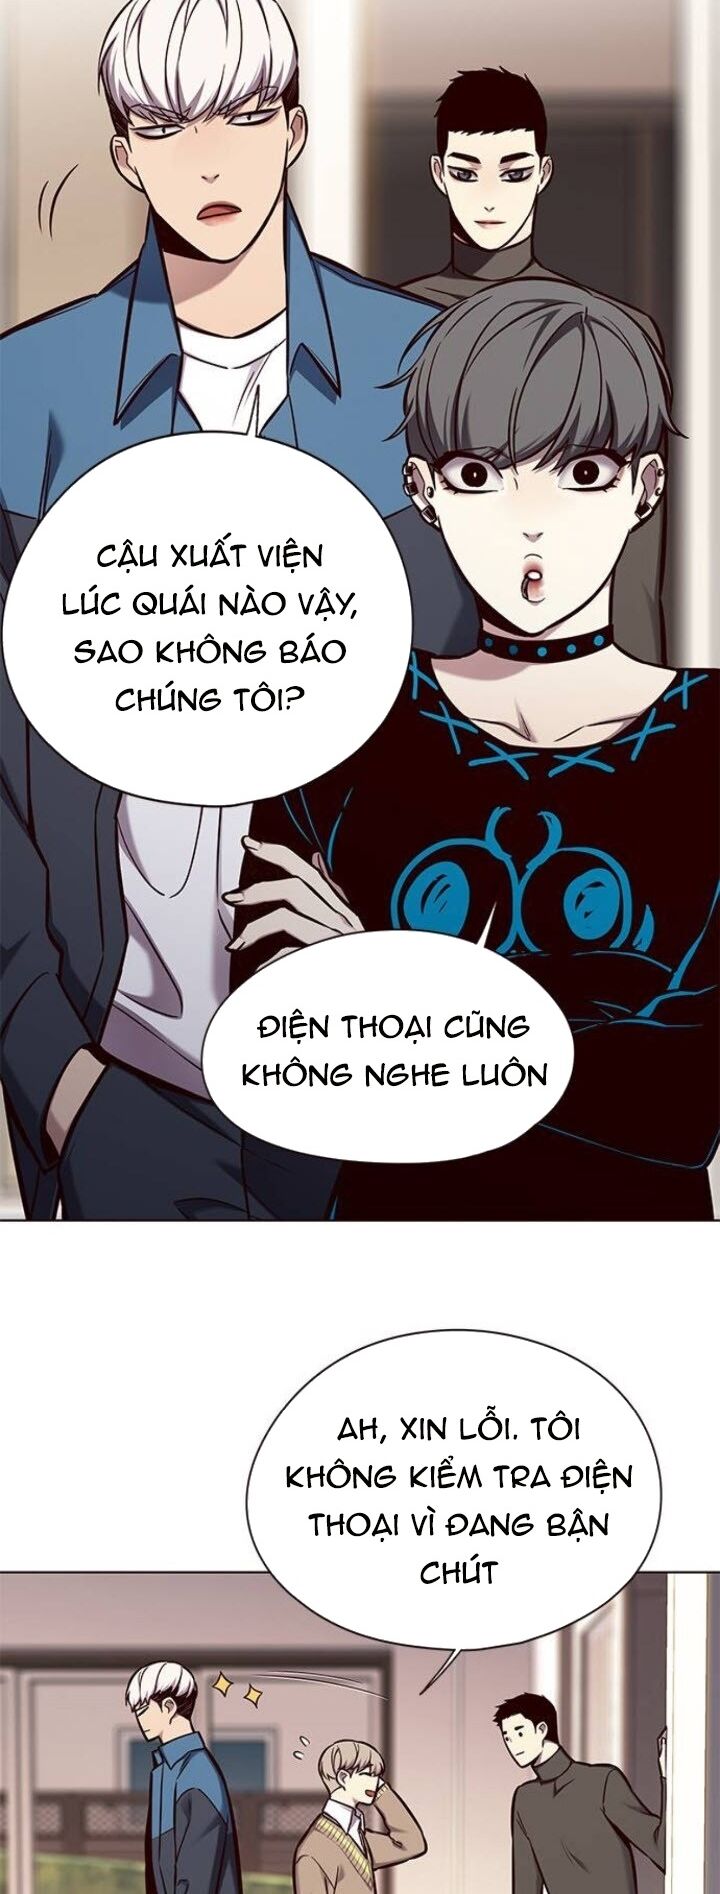 CẬU XUẤT VIỆN
LÚC QUÁI NÀO VẬY,
SAO KHÔNG BÁO
CHÚNG TÔI?
ĐIỆN THOẠI CŨNG
KHÔNG NGHE LUÔN
AH, XIN LỖI. TÔI
KHÔNG KIỂM TRA ĐIỆN
THOẠI VÌ ĐANG BẬN
CHÚT